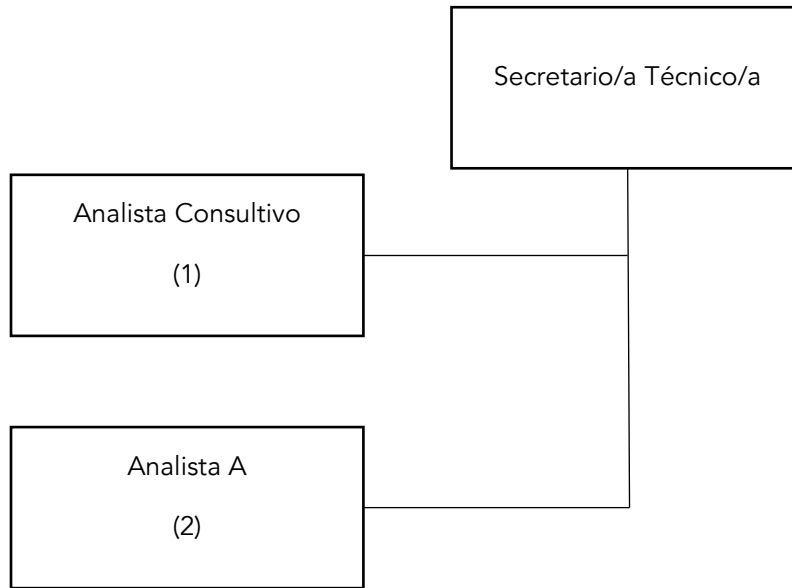 Secretario/a Técnico/a
Analista Consultivo
(1)
Analista A
(2)